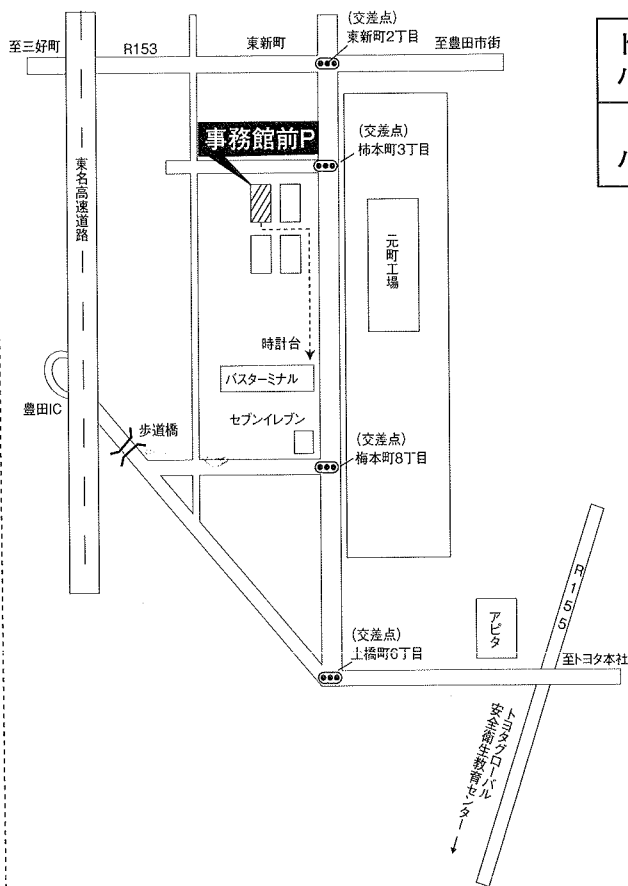 (交差点)
東新町2丁目
至三好町
R153
東新町
至豊田市街
事務館前P
(交差点)
柿本町3丁目
東名高速道路
元町工場
時計台
バスターミナル
豊田IC
歩道橋
セブンイレブン
(交差点)
梅本町8丁目
R155
アピタ
(交差点)
土橋町6丁目
至トヨタ本社
トヨタグローバル
安全衛生教育センター